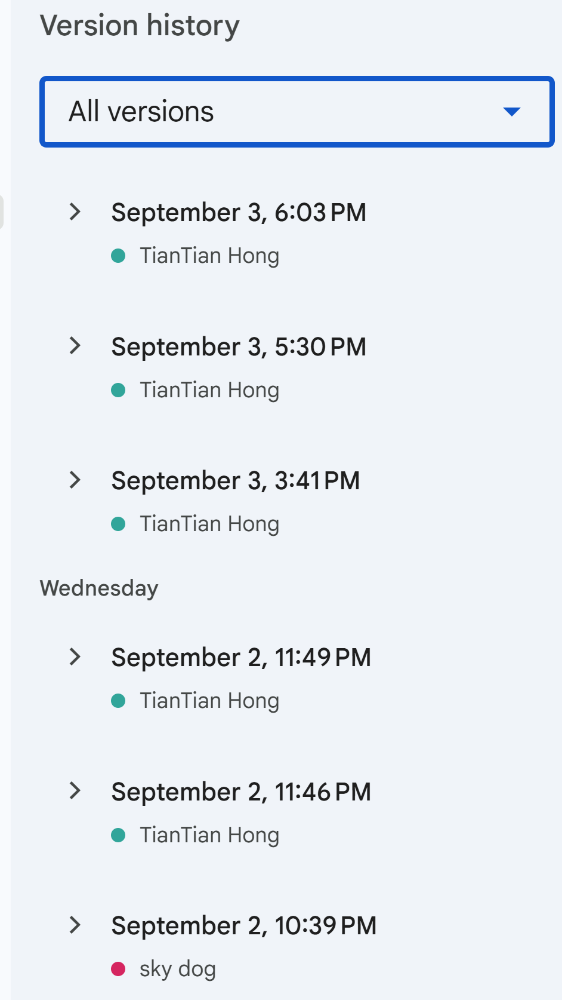 Version history
All versions
September 3, 6:03 PM
TianTian Hong
September 3, 5:30 PM
TianTian Hong
September 3, 3:41 PM
TianTian Hong
Wednesday
September 2, 11:49 PM
TianTian Hong
September 2, 11:46 PM
TianTian Hong
September 2, 10:39 PM
sky dog